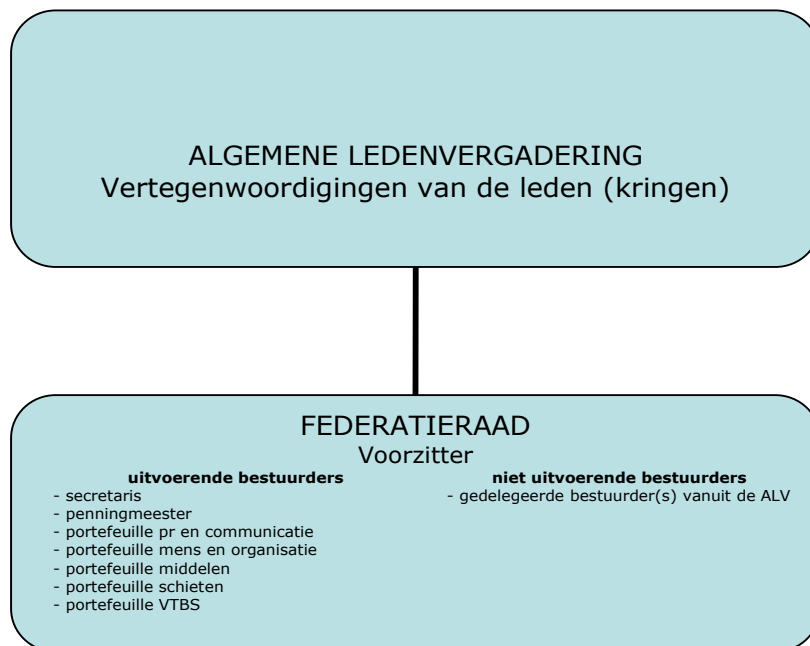 ALGEMENE LEDENVERGADERING
Vertegenwoordigingen van de leden (kringen)
FEDERATIERAAD
Voorzitter
uitvoerende bestuurders
- secretaris
- penningmeester
- portefeuille pr en communicatie
- portefeuille mens en organisatie
- portefeuille middelen
- portefeuille schieten
- portefeuille VTBS
niet uitvoerende bestuurders
- gedelegeerde bestuurder(s) vanuit de ALV